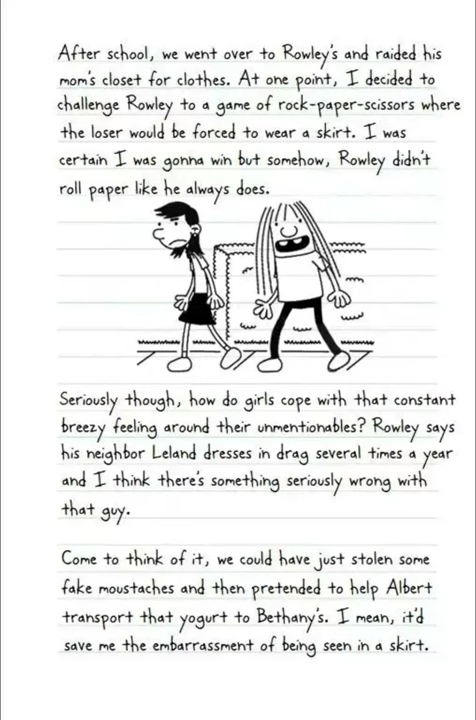 After school, we went over to Rowley's and raided his
mom's closet for clothes. At one point, I decided to
challenge Rowley to a game of rock-paper-scissors where
the loser would be forced to wear a skirt. I was
certain I was gonna win but somehow, Rowley didn't
roll paper like he always does.
Seriously though, how do girls cope with that constant
breezy feeling around their unmentionables? Rowley says
his neighbor Leland dresses in drag several times a year
and I think there's something seriously wrong with
that guy.
Come to think of it, we could have just stolen some
fake moustaches and then pretended to help Albert
transport that yogurt to Bethany's. I mean, it'd
save me the embarrassment of being seen in a skirt.